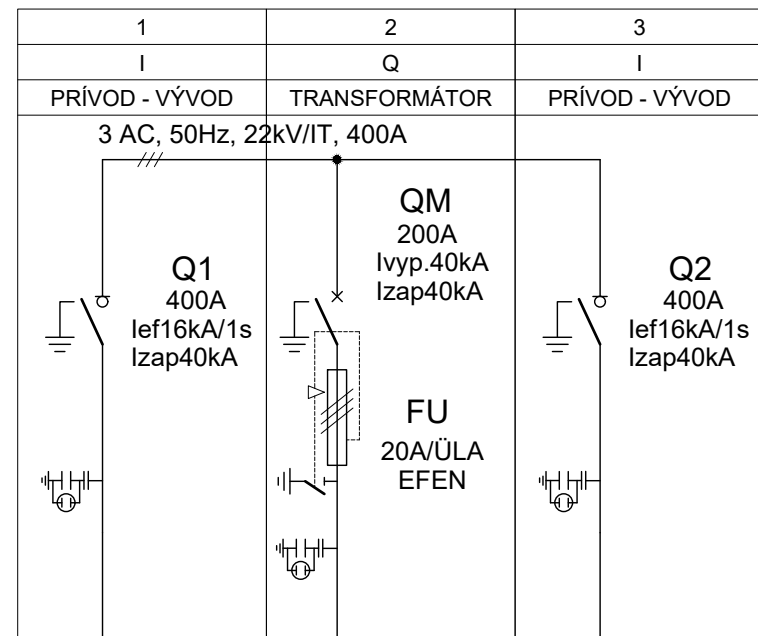 1
2
3
I
Q
I
PRÍVOD - VÝVOD
TRANSFORMÁTOR
PRÍVOD - VÝVOD
3 AC, 50Hz, 22kV/IT, 400A
QM
200A
Ivyp.40kA
Izap40kA
Q1
400A
Ief16kA/1s
Izap40kA
Q2
400A
Ief16kA/1s
Izap40kA
FU
20A/ÜLA
EFEN